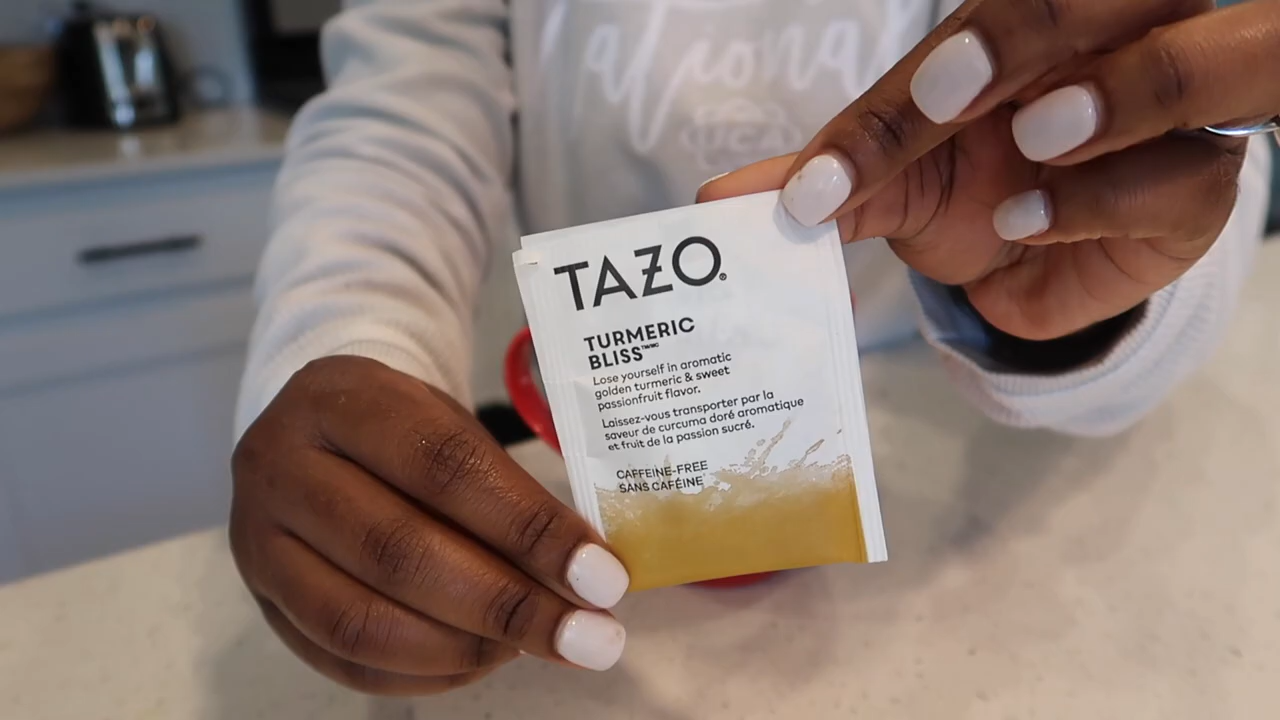 TAZO®
TURMERIC
BLISS
Lose yourself in aromatic
golden turmeric & sweet
passionfruit flavor.
Laissez-vous transporter par la
saveur de curcuma doré aromatique
et fruit de la passion sucré.
CAFFEINE-FREE
SANS CAFÉINE